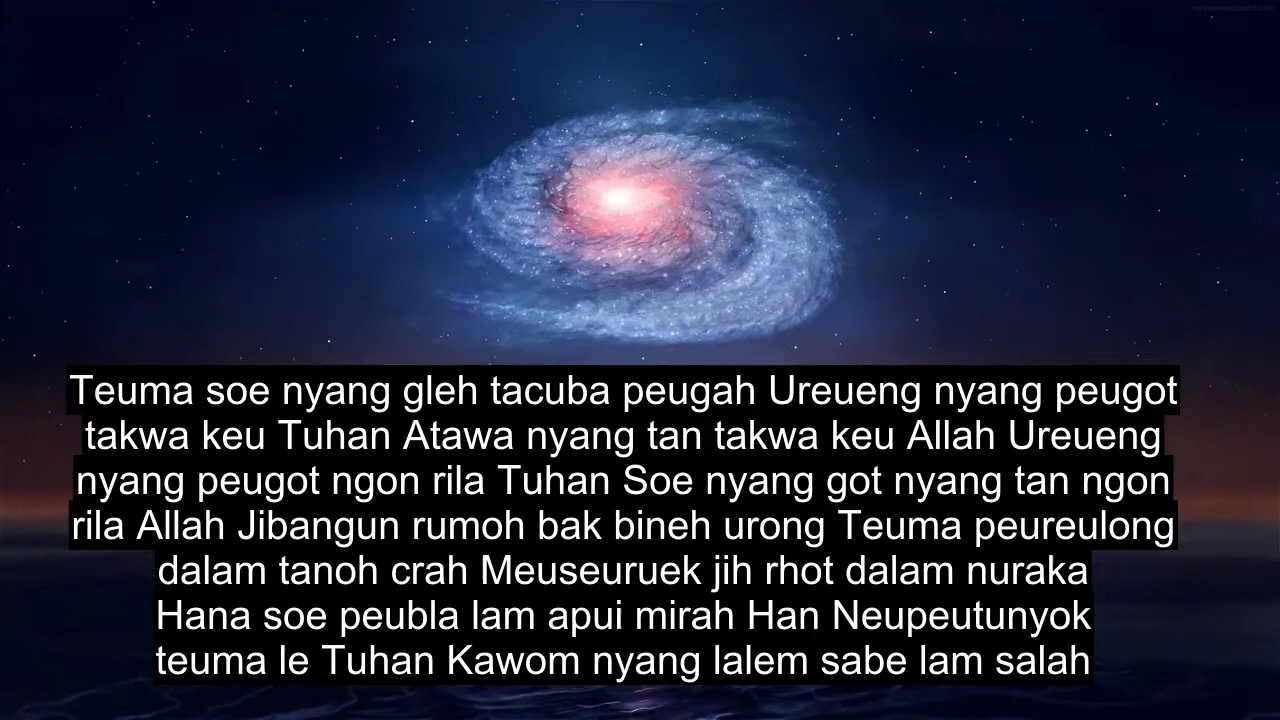 Teuma soe nyang gleh tacuba peugah Ureueng nyang peugot
takwa keu Tuhan Atawa nyang tan takwa keu Allah Ureueng
nyang peugot ngon rila Tuhan Soe nyang got nyang tan ngon
rila Allah Jibangun rumoh bak bineh urong Teuma peureulong
dalam tanoh crah Meuseuruek jih rhot dalam nuraka
Hana soe peubla lam apui mirah Han Neupeutunyok
teuma le Tuhan Kawom nyang lalem sabe lam salah